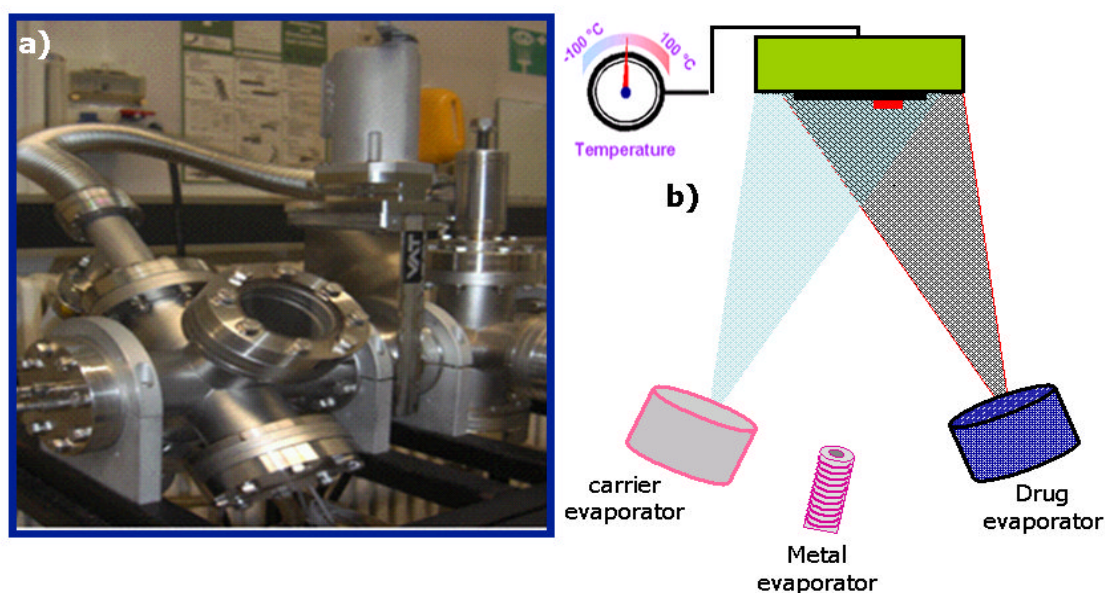 a)
VAT
-100 °C
100 °C
Temperature
b)
carrier
evaporator
Metal
evaporator
Drug
evaporator